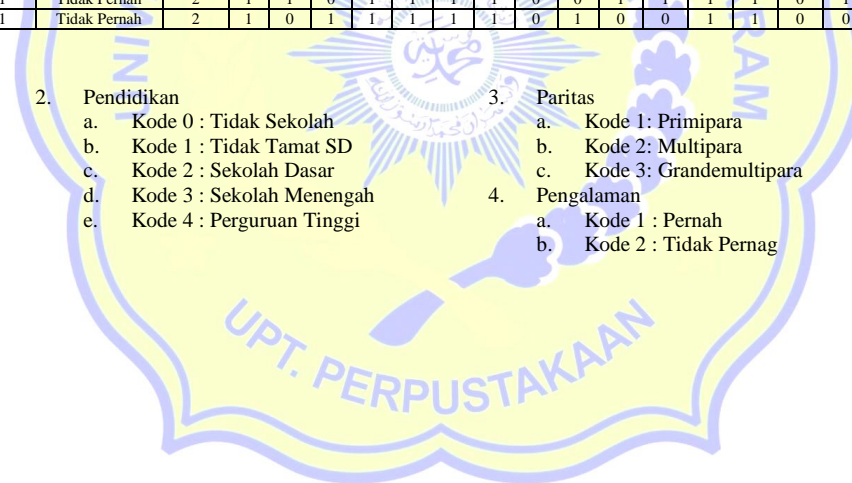 1 Tidak Pernah 2 1 0 1 1 1 1 1 0 1 0 0 1 1 0 0
2. Pendidikan
a. Kode 0 : Tidak Sekolah
b. Kode 1 : Tidak Tamat SD
c. Kode 2 : Sekolah Dasar
d. Kode 3 : Sekolah Menengah
e. Kode 4 : Perguruan Tinggi
3. Paritas
a. Kode 1: Primipara
b. Kode 2: Multipara
c. Kode 3: Grandemultipara
4. Pengalaman
a. Kode 1 : Pernah
b. Kode 2 : Tidak Pernag
UPT. PERPUSTAKAAN